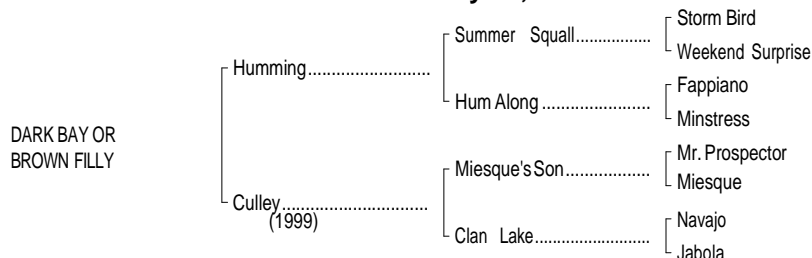 Storm Bird
Summer Squall.................
Weekend Surprise
Humming..........................
Fappiano
Hum Along.......................
Minstress
DARK BAY OR
BROWN FILLY
Mr. Prospector
Miesque's Son..................
Miesque
Culley...............................
(1999)
Navajo
Clan Lake.........................
Jabola